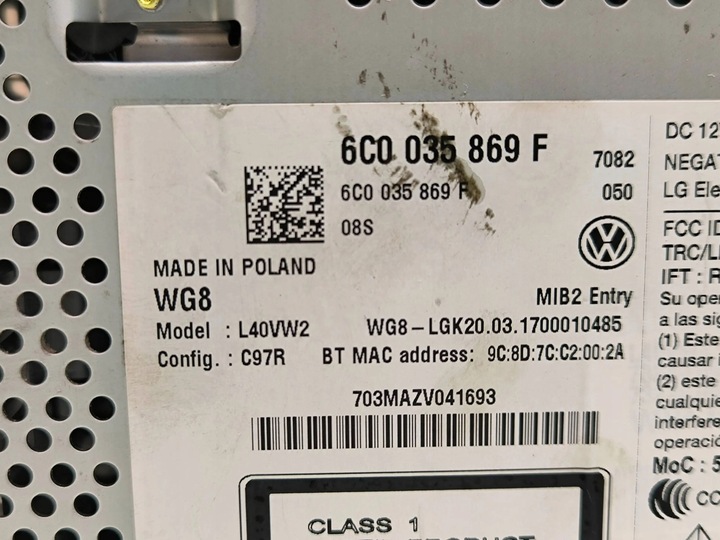 6C0 035 869 F
7082
6C0 035 869 F
050
08S
MADE IN POLAND
WG8
MIB2 Entry
Model : L40VW2
WG8-LGK20.03.1700010485
Config. : C97R
BT MAC address: 9C:8D:7C:C2:00:2A
703MAZV041693
CLASS 1
DC 12
LG Ele
FCC ID
IFT : R
Su oper
a las sig
(1) Este
causar
(2) este
cualquie
interfere
operació
MoC : 5